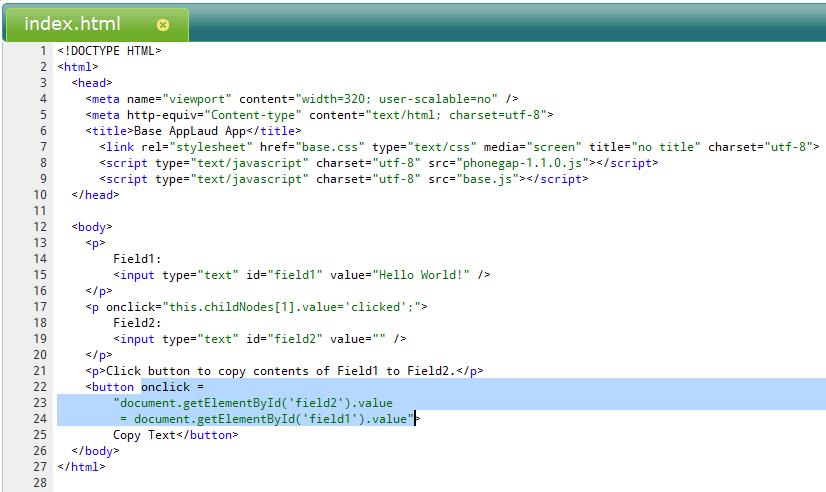 index.html
1 <!DOCTYPE HTML>
2 <html>
3 <head>
4 <meta name="viewport" content="width=320; user-scalable=no" />
5 <meta http-equiv="Content-type" content="text/html; charset=utf-8">
6 <title>Base AppLaud App</title>
7 <link rel="stylesheet" href="base.css" type="text/css" media="screen" title="no title" charset="utf-8">
8 <script type="text/javascript" charset="utf-8" src="phonegap-1.1.0.js"></script>
9 <script type="text/javascript" charset="utf-8" src="base.js"></script>
10 </head>
11
12 <body>
13 <p>
14 Field1:
15 <input type="text" id="field1" value="Hello World!" />
16 </p>
17 <p onclick="this.childNodes[1].value='clicked';">
18 Field2:
19 <input type="text" id="field2" value="" />
20 </p>
21 <p>Click button to copy contents of Field1 to Field2.</p>
22 <button onclick =
23 "document.getElementById('field2').value
24 = document.getElementById('field1').value">
25 Copy Text</button>
26 </body>
27 </html>
28